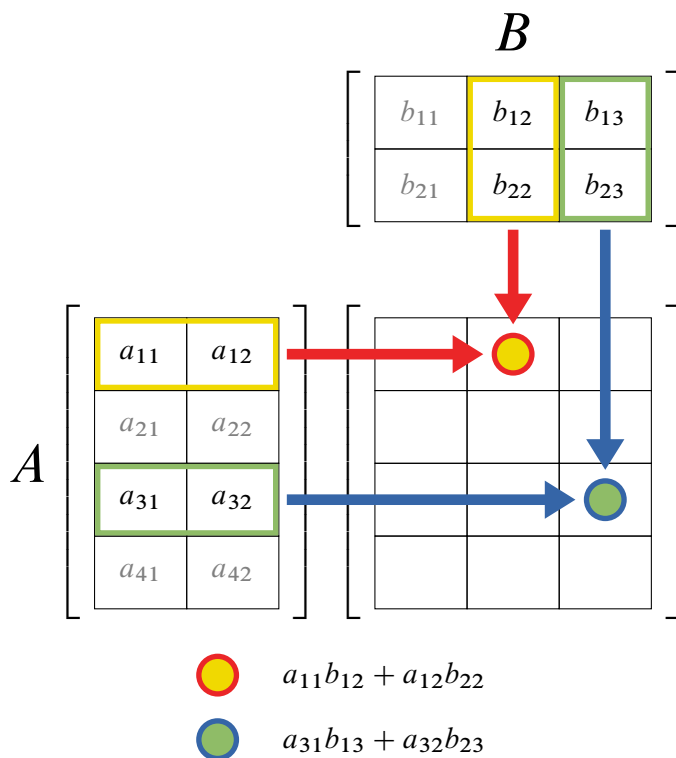 B
b₁₁ b₁₂ b₁₃
b₂₁ b₂₂ b₂₃
a₁₁ a₁₂
a₂₁ a₂₂
A
a₃₁ a₃₂
a₄₁ a₄₂
a₁₁b₁₂ + a₁₂b₂₂
a₃₁b₁₃ + a₃₂b₂₃